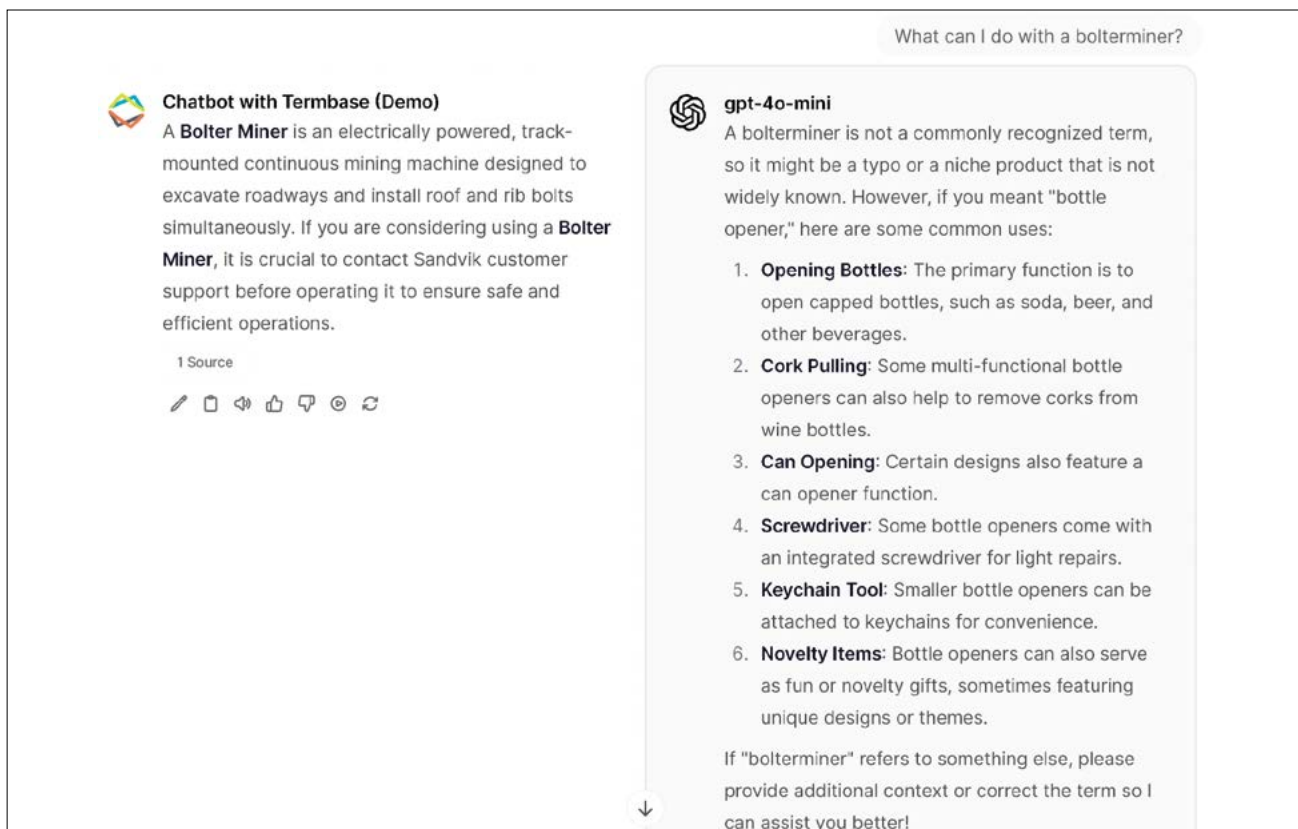 What can I do with a bolterminer?
Chatbot with Termbase (Demo)
A Bolter Miner is an electrically powered, track-
mounted continuous mining machine designed to
excavate roadways and install roof and rib bolts
simultaneously. If you are considering using a Bolter
Miner, it is crucial to contact Sandvik customer
support before operating it to ensure safe and
efficient operations.
1 Source
gpt-4o-mini
A bolterminer is not a commonly recognized term,
so it might be a typo or a niche product that is not
widely known. However, if you meant "bottle
opener," here are some common uses:
1. Opening Bottles: The primary function is to
open capped bottles, such as soda, beer, and
other beverages.
2. Cork Pulling: Some multi-functional bottle
openers can also help to remove corks from
wine bottles.
3. Can Opening: Certain designs also feature a
can opener function.
4. Screwdriver: Some bottle openers come with
an integrated screwdriver for light repairs.
5. Keychain Tool: Smaller bottle openers can be
attached to keychains for convenience.
6. Novelty Items: Bottle openers can also serve
as fun or novelty gifts, sometimes featuring
unique designs or themes.
If "bolterminer" refers to something else, please
provide additional context or correct the term so I
can assist you better!